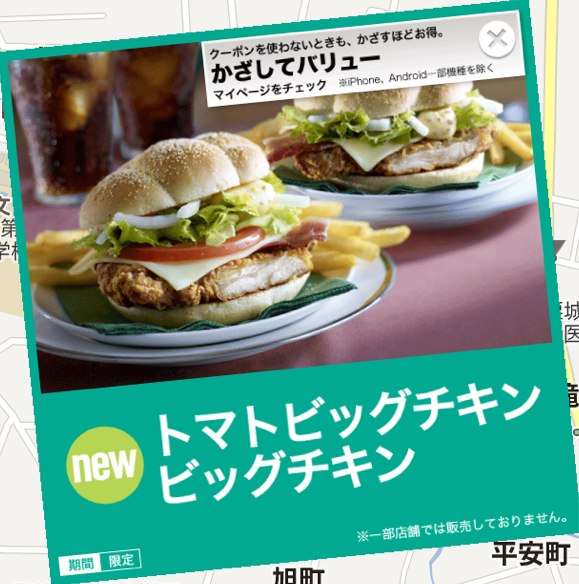 クーポンを使わないときも、かざすほどお得。
かざしてバリュー
マイページをチェック ※iPhone、Android一部機種を除く
new
トマトビッグチキン
ビッグチキン
※一部店舗では販売しておりません。
期間 限定
平安町
旭町